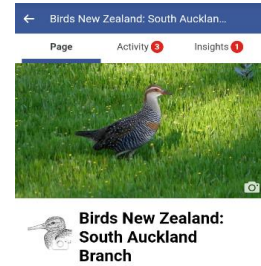 Birds New Zealand: South Aucklan...
Page Activity 3 Insights 1
Birds New Zealand:
South Auckland
Branch